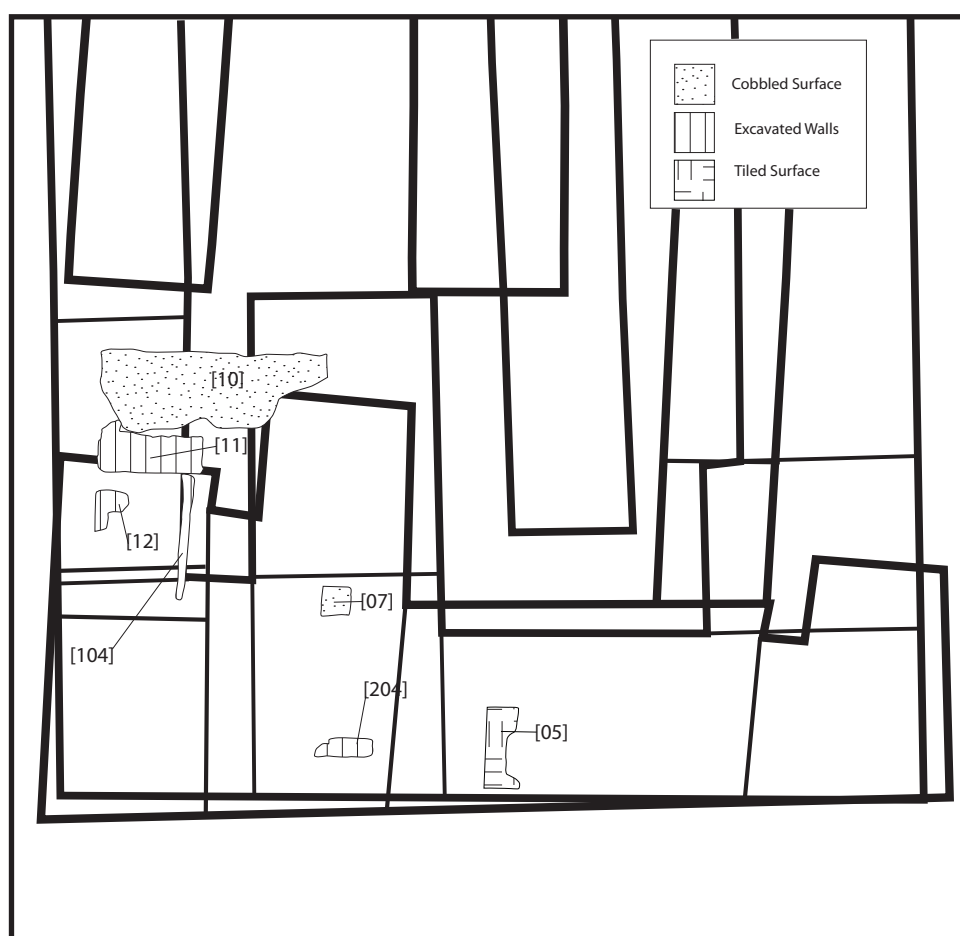 Cobbled Surface
Excavated Walls
Tiled Surface
[10]
[11]
[12]
[07]
[104]
[204]
[05]